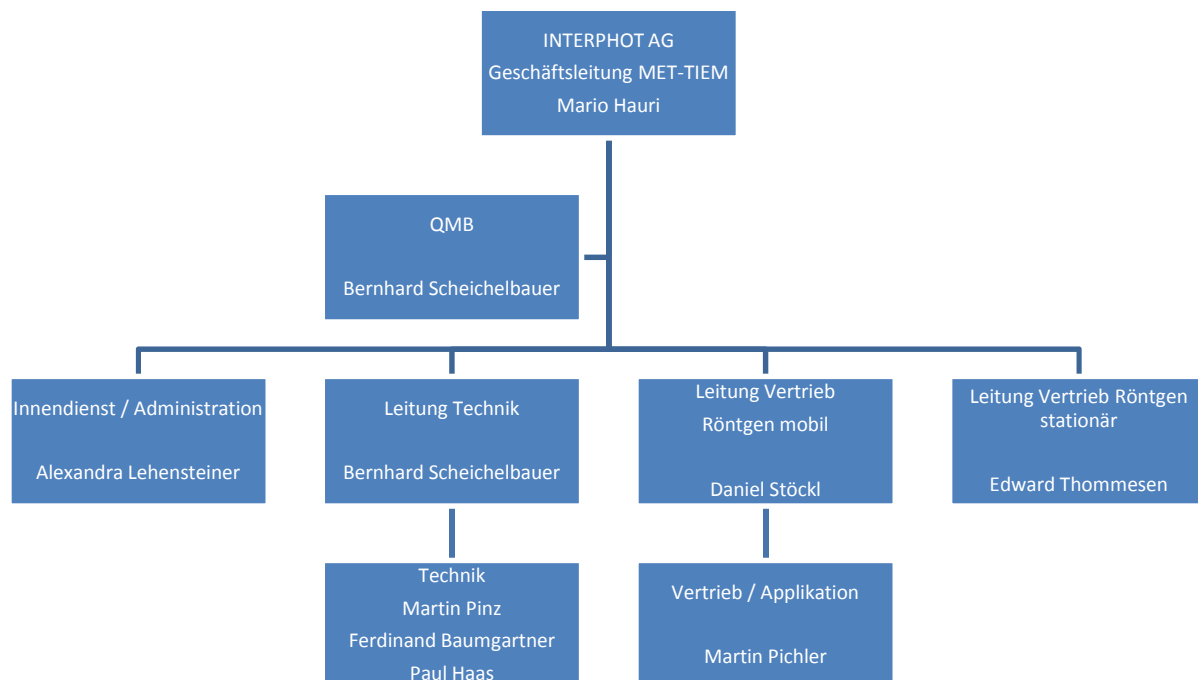 INTERPHOT AG
Geschäftsleitung MET-TIEM
Mario Hauri
QMB
Bernhard Scheichelbauer
Innendienst / Administration
Alexandra Lehensteiner
Leitung Technik
Bernhard Scheichelbauer
Leitung Vertrieb
Röntgen mobil
Daniel Stöckl
Leitung Vertrieb Röntgen
stationär
Edward Thommesen
Technik
Martin Pinz
Ferdinand Baumgartner
Paul Haas
Vertrieb / Applikation
Martin Pichler